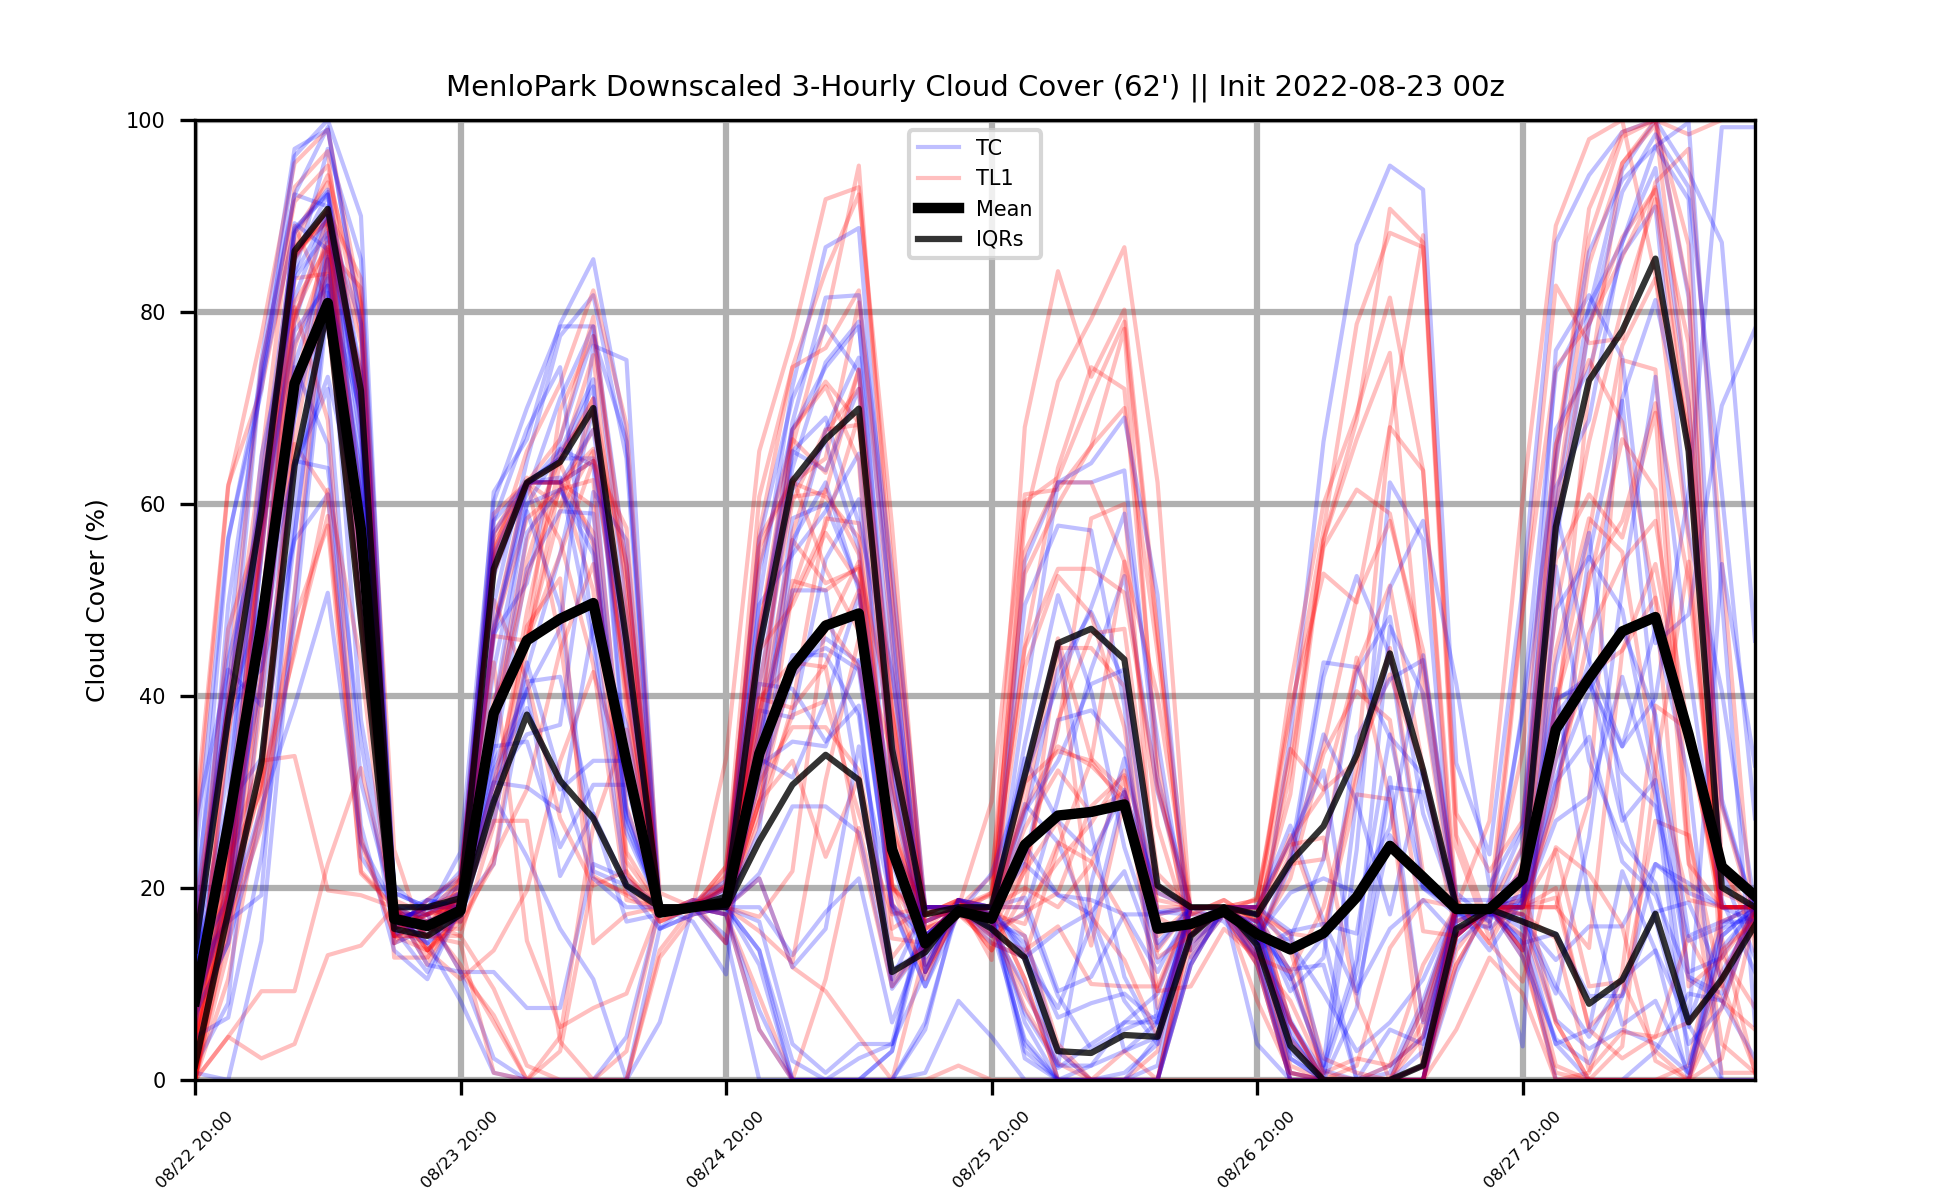 MenloPark Downscaled 3-Hourly Cloud Cover (62') || Init 2022-08-23 00z
100
80
60
40
20
0
Cloud Cover (%)
TC
TL1
Mean
IQRs
08/22 20:00
08/23 20:00
08/24 20:00
08/25 20:00
08/26 20:00
08/27 20:00